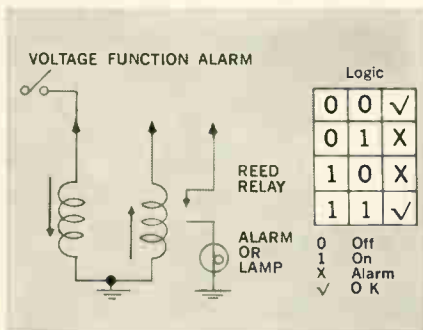 VOLTAGE FUNCTION ALARM
Logic
0 0 √
0 1 X
1 0 X
1 1 √
REED
RELAY
ALARM
OR
LAMP
0 Off
1 On
X Alarm
√ O K